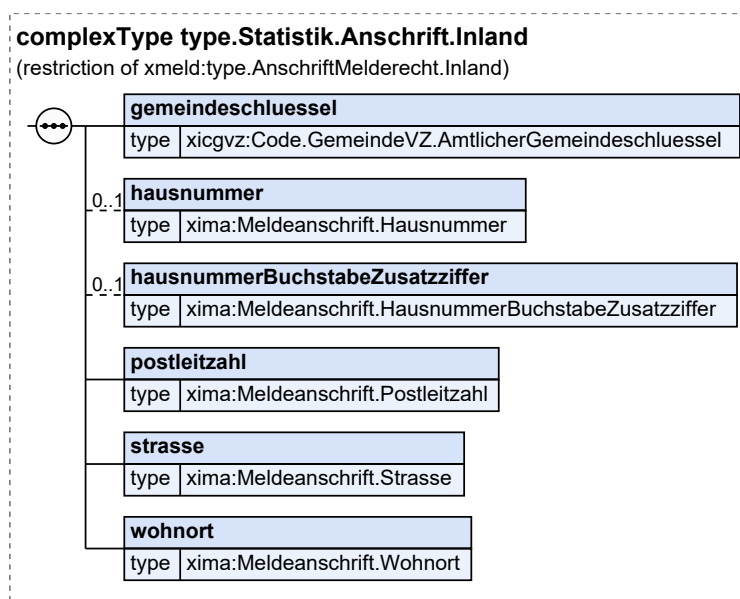 complexType type.Statistik.Anschrift.Inland
(restriction of xmeld:type.AnschriftMelderecht.Inland)
gemeindeschluessel
type xicgvz:Code.GemeindeVZ.AmtlicherGemeindeschluessel
0..1 hausnummer
type xima:Meldeanschrift.Hausnummer
0..1 hausnummerBuchstabeZusatzziffer
type xima:Meldeanschrift.HausnummerBuchstabeZusatzziffer
postleitzahl
type xima:Meldeanschrift.Postleitzahl
strasse
type xima:Meldeanschrift.Strasse
wohnort
type xima:Meldeanschrift.Wohnort